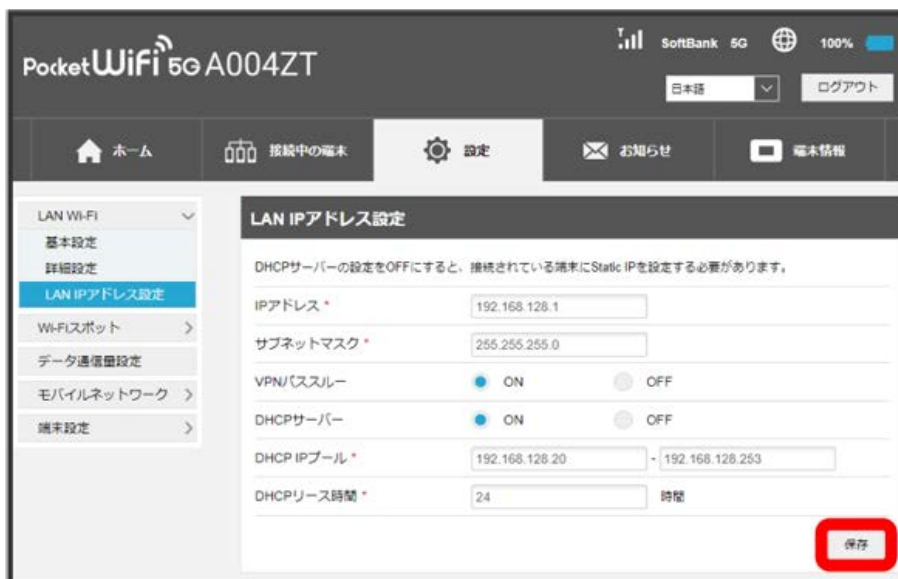 SoftBank 5G 100%
Pocket WiFi 5G A004ZT
日本語 ログアウト
ホーム 接続中の端末 設定 お知らせ 端末情報
LAN Wi-Fi
基本設定
詳細設定
LAN IPアドレス設定
Wi-Fiスポット
データ通信量設定
モバイルネットワーク
端末設定
LAN IPアドレス設定
DHCPサーバーの設定をOFFにすると、接続されている端末にStatic IPを設定する必要があります。
IPアドレス * 192.168.128.1
サブネットマスク * 255.255.255.0
VPNパススルー ON OFF
DHCPサーバー ON OFF
DHCP IPプール * 192.168.128.20 - 192.168.128.253
DHCPリース時間 * 24 時間
保存